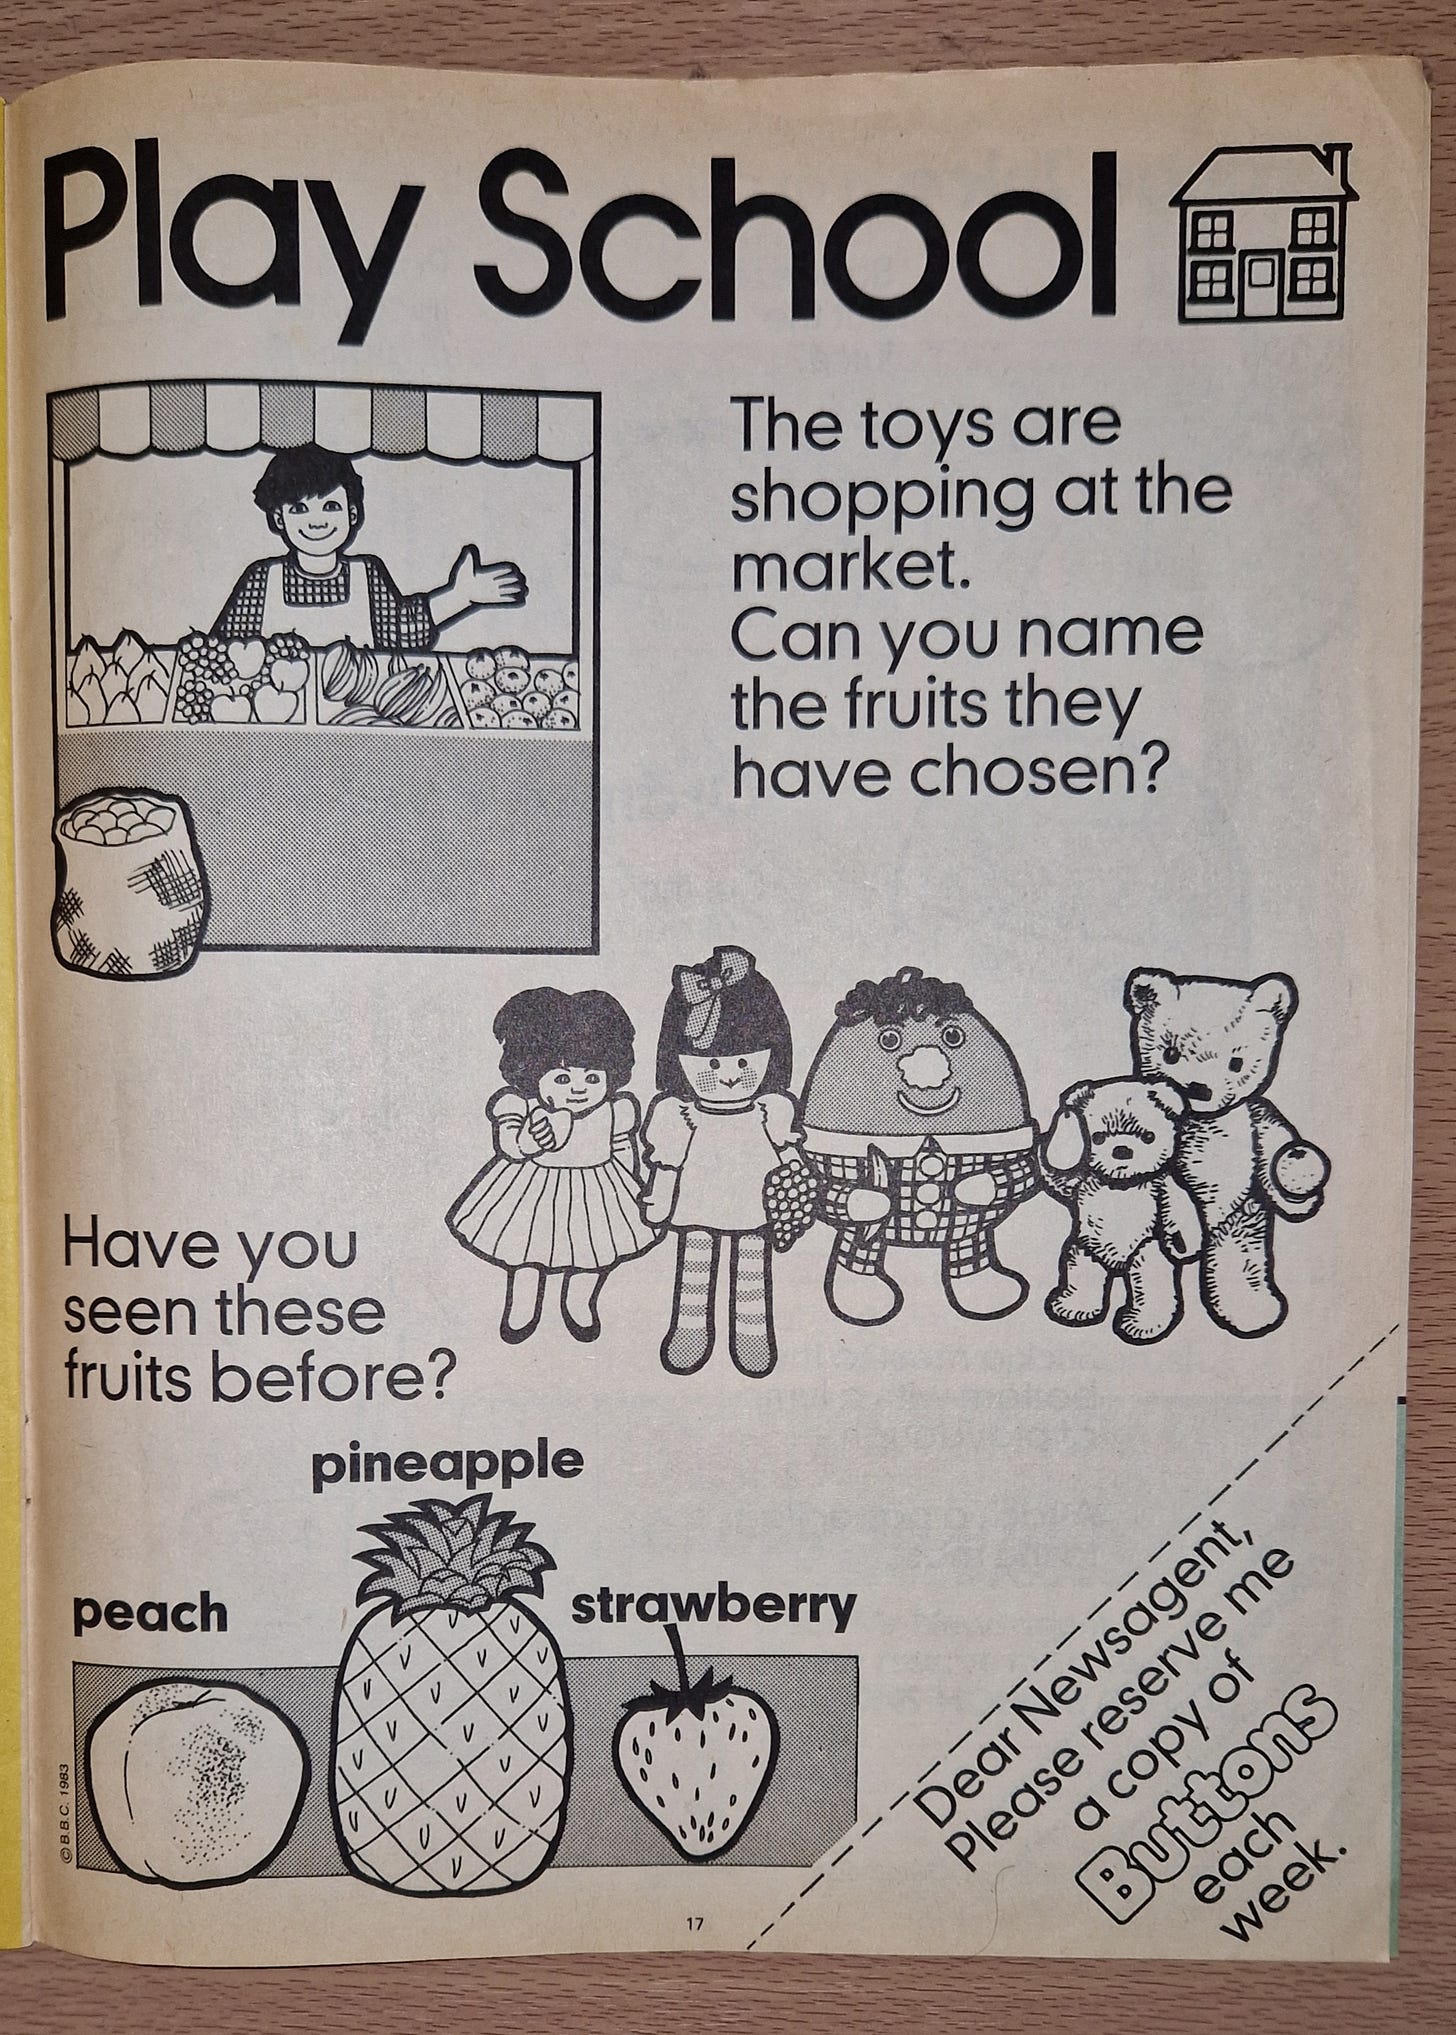 Play School
The toys are
shopping at the
market.
Can you name
the fruits they
have chosen?
Have you
seen these
fruits before?
pineapple
peach
strawberry
© B.B.C. 1983
17
Dear Newsagent,
Please reserve me
a copy of
Buttons
each
week.